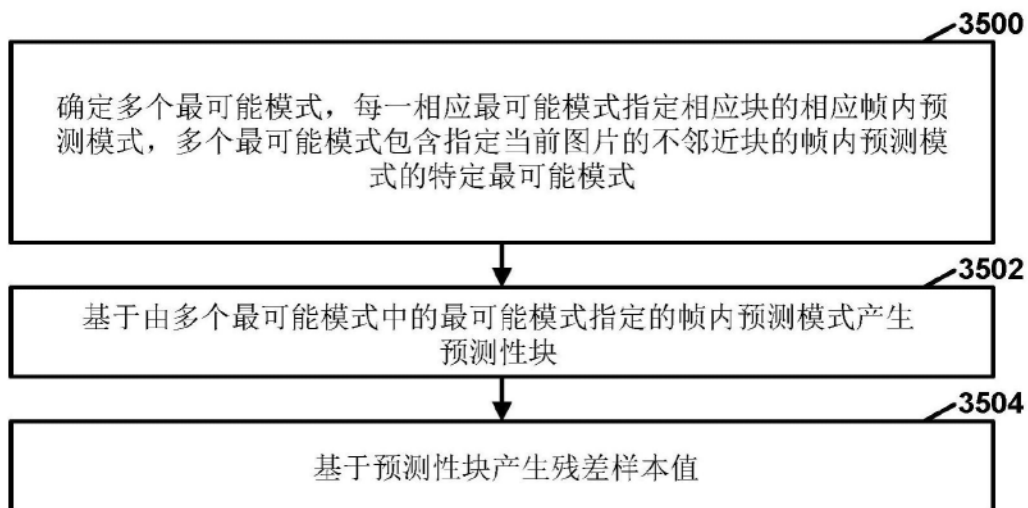 3500
确定多个最可能模式，每一相应最可能模式指定相应块的相应帧内预
测模式，多个最可能模式包含指定当前图片的不邻近块的帧内预测模
式的特定最可能模式
3502
基于由多个最可能模式中的最可能模式指定的帧内预测模式产生
预测性块
3504
基于预测性块产生残差样本值